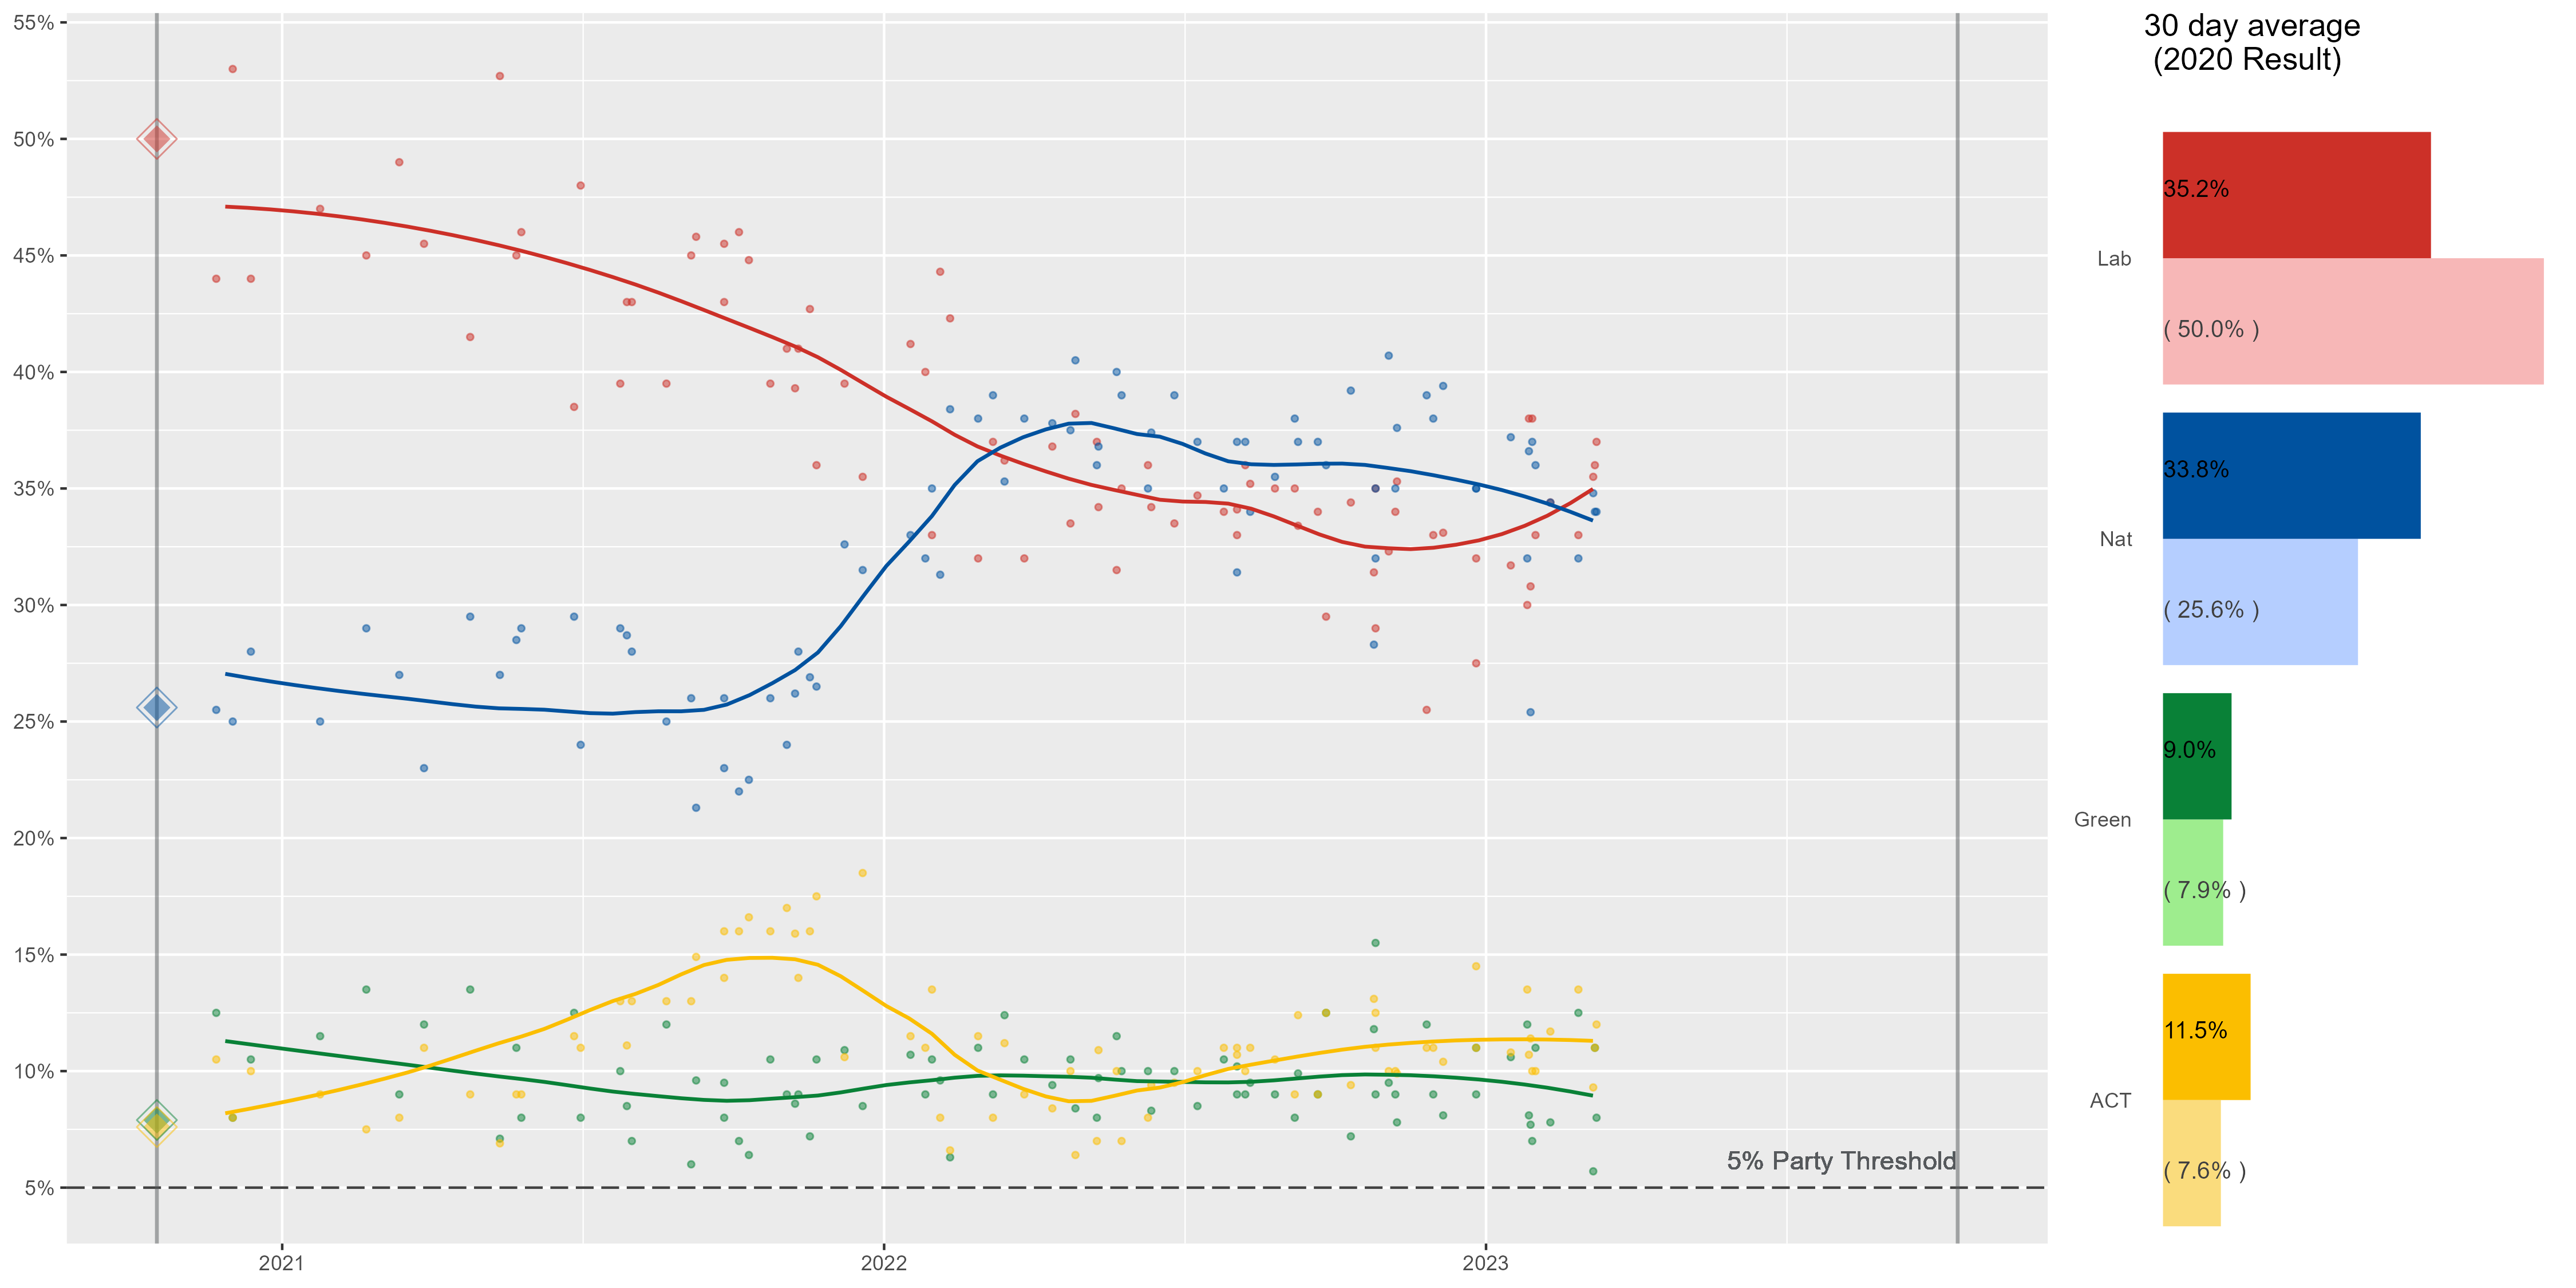 55%
50%
45%
40%
35%
30%
25%
20%
15%
10%
5%
2021
2022
2023
5% Party Threshold
30 day average
(2020 Result)
Lab
35.2%
( 50.0% )
Nat
33.8%
( 25.6% )
Green
9.0%
( 7.9% )
ACT
11.5%
( 7.6% )